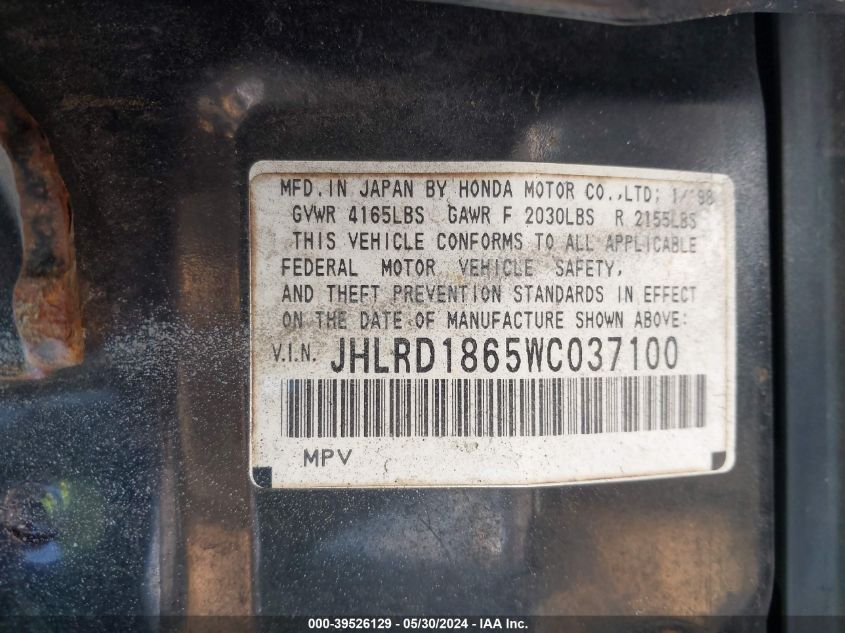 MFD. IN JAPAN BY HONDA MOTOR CO.,LTD; 1/'98
GVWR 4165LBS GAWR F 2030LBS R 2155LBS
THIS VEHICLE CONFORMS TO ALL APPLICABLE
FEDERAL MOTOR VEHICLE SAFETY,
AND THEFT PREVENTION STANDARDS IN EFFECT
ON THE DATE OF MANUFACTURE SHOWN ABOVE:
V.I.N. JHLRD1865WC037100
MPV
000-39526129 - 05/30/2024 - IAA Inc.